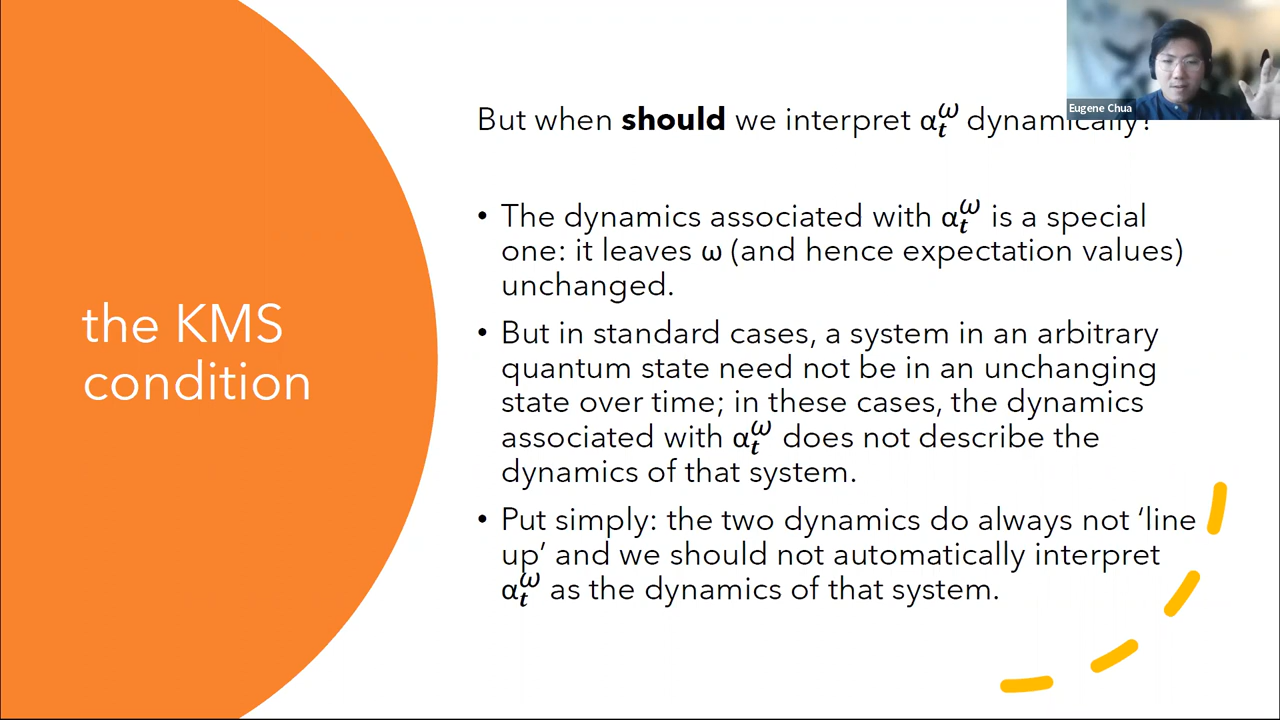 Eugene Chua
But when should we interpret α_t^ω dynamically?
the KMS
condition
• The dynamics associated with α_t^ω is a special
one: it leaves ω (and hence expectation values)
unchanged.
• But in standard cases, a system in an arbitrary
quantum state need not be in an unchanging
state over time; in these cases, the dynamics
associated with α_t^ω does not describe the
dynamics of that system.
• Put simply: the two dynamics do always not ‘line
up’ and we should not automatically interpret
α_t^ω as the dynamics of that system.